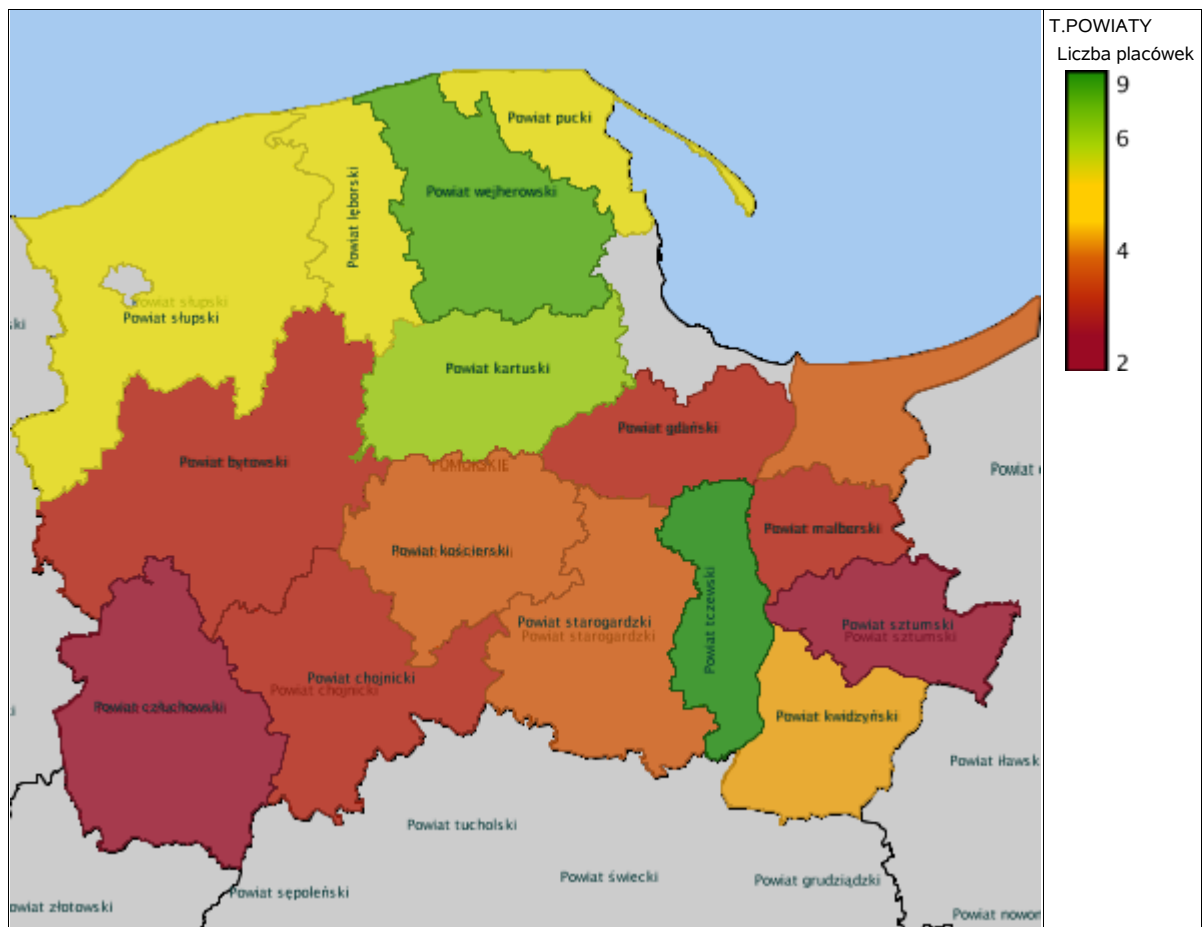 T.POWIATY
Liczba placówek
9
6
4
2
Powiat pucki
Powiat wejherowski
Powiat lęborski
Powiat słupski
Powiat słupski
ski
Powiat kartuski
Powiat gdański
Powiat bytowski
POMORSKIE
Powiat
Powiat malborski
Powiat kościerski
Powiat tczewski
Powiat starogardzki
Powiat starogardzki
Powiat sztumski
Powiat sztumski
Powiat chojnicki
Powiat chojnicki
Powiat człuchowski
Powiat kwidzyński
Powiat iławsk
Powiat tucholski
Powiat świecki
Powiat grudziądzki
Powiat sępoleński
owiat złotowski
Powiat nowor